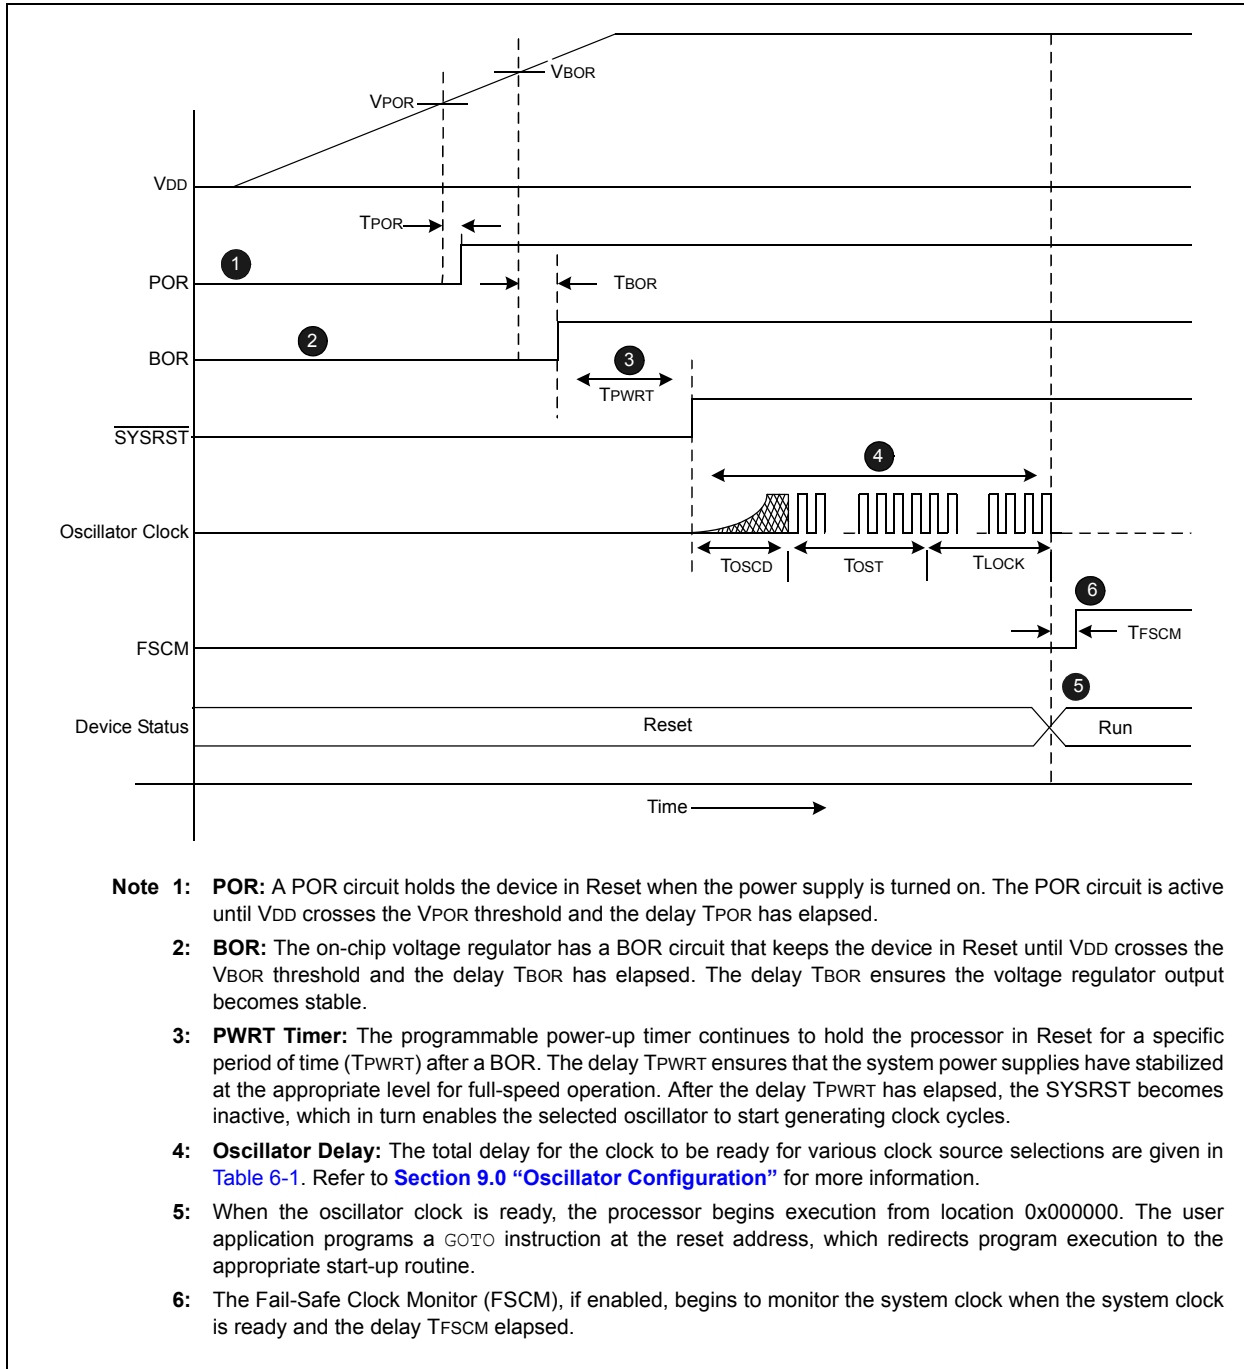 VBOR
VPOR
VDD
TPOR
1
POR
TBOR
2
BOR
3
TPWRT
SYSRST
4
Oscillator Clock
TOSCD TOST TLOCK
6
TFSCM
FSCM
5
Device Status Reset Run
Time
Note 1: POR: A POR circuit holds the device in Reset when the power supply is turned on. The POR circuit is active
until VDD crosses the VPOR threshold and the delay TPOR has elapsed.
2: BOR: The on-chip voltage regulator has a BOR circuit that keeps the device in Reset until VDD crosses the
VBOR threshold and the delay TBOR has elapsed. The delay TBOR ensures the voltage regulator output
becomes stable.
3: PWRT Timer: The programmable power-up timer continues to hold the processor in Reset for a specific
period of time (TPWRT) after a BOR. The delay TPWRT ensures that the system power supplies have stabilized
at the appropriate level for full-speed operation. After the delay TPWRT has elapsed, the SYSRST becomes
inactive, which in turn enables the selected oscillator to start generating clock cycles.
4: Oscillator Delay: The total delay for the clock to be ready for various clock source selections are given in
Table 6-1. Refer to Section 9.0 “Oscillator Configuration” for more information.
5: When the oscillator clock is ready, the processor begins execution from location 0x000000. The user
application programs a GOTO instruction at the reset address, which redirects program execution to the
appropriate start-up routine.
6: The Fail-Safe Clock Monitor (FSCM), if enabled, begins to monitor the system clock when the system clock
is ready and the delay TFSCM elapsed.